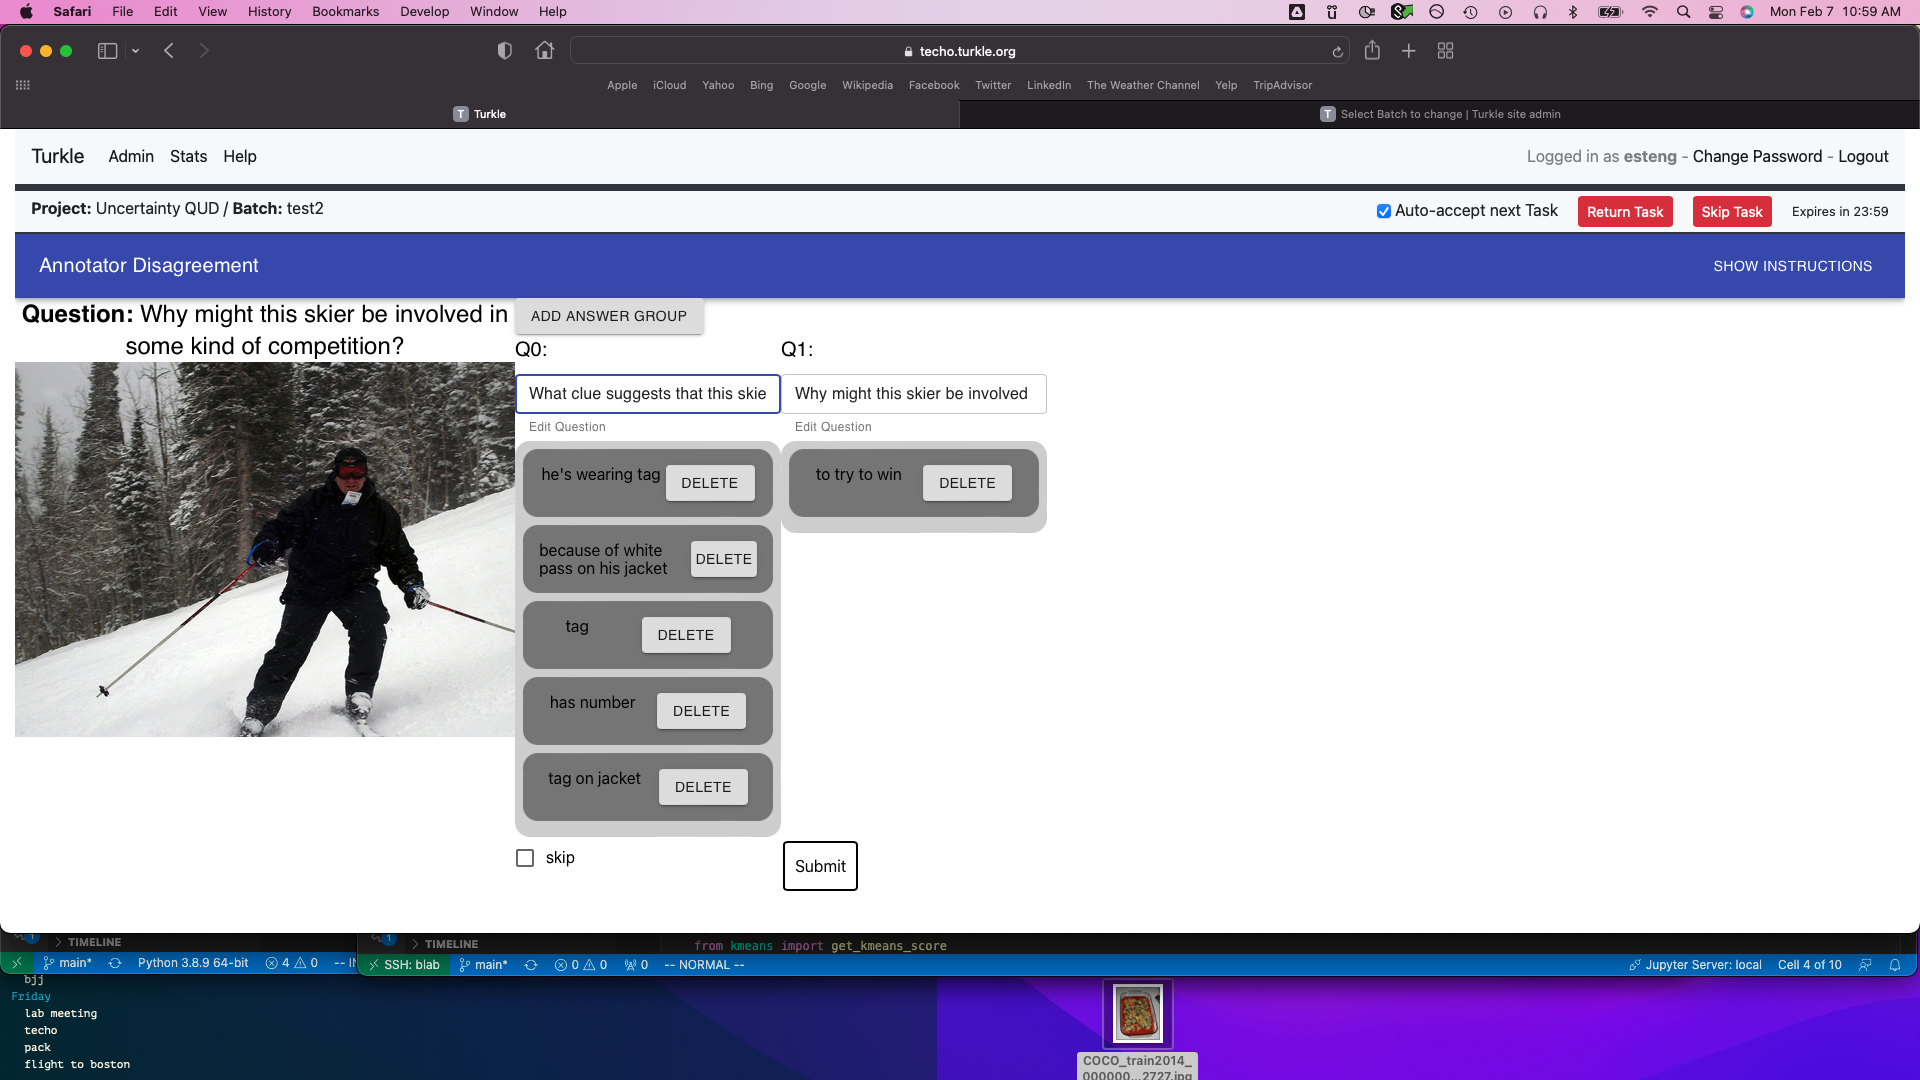 Safari File Edit View History Bookmarks Develop Window Help
Mon Feb 7 10:59 AM
techo.turkle.org
Apple iCloud Yahoo Bing Google Wikipedia Facebook Twitter LinkedIn The Weather Channel Yelp TripAdvisor
T Turkle
T Select Batch to change | Turkle site admin
Turkle Admin Stats Help
Logged in as esteng - Change Password - Logout
Project: Uncertainty QUD / Batch: test2
Auto-accept next Task Return Task Skip Task Expires in 23:59
Annotator Disagreement
SHOW INSTRUCTIONS
Question: Why might this skier be involved in
some kind of competition?
ADD ANSWER GROUP
Q0: Q1:
What clue suggests that this skie
Why might this skier be involved
Edit Question
Edit Question
he's wearing tag DELETE
to try to win DELETE
because of white
pass on his jacket
DELETE
tag DELETE
has number DELETE
tag on jacket DELETE
skip
Submit
1 TIMELINE
1 TIMELINE
from kmeans import get_kmeans_score
main* Python 3.8.9 64-bit 4 0 -- IN
SSH: blab main* 0 0 0 -- NORMAL --
Jupyter Server: local Cell 4 of 10
bjj
Friday
lab meeting
techo
pack
flight to boston
COCO_train2014_
000000...2727.jpg